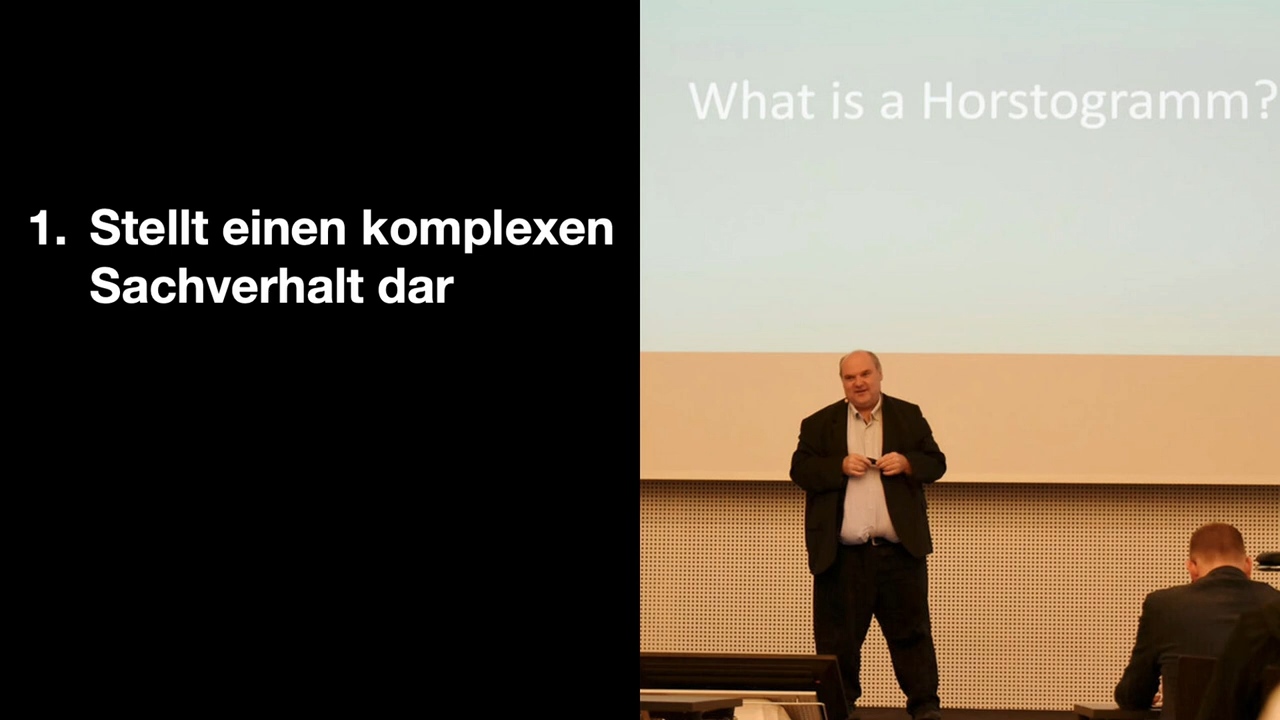 1. Stellt einen komplexen
Sachverhalt dar
What is a Horstogramm?